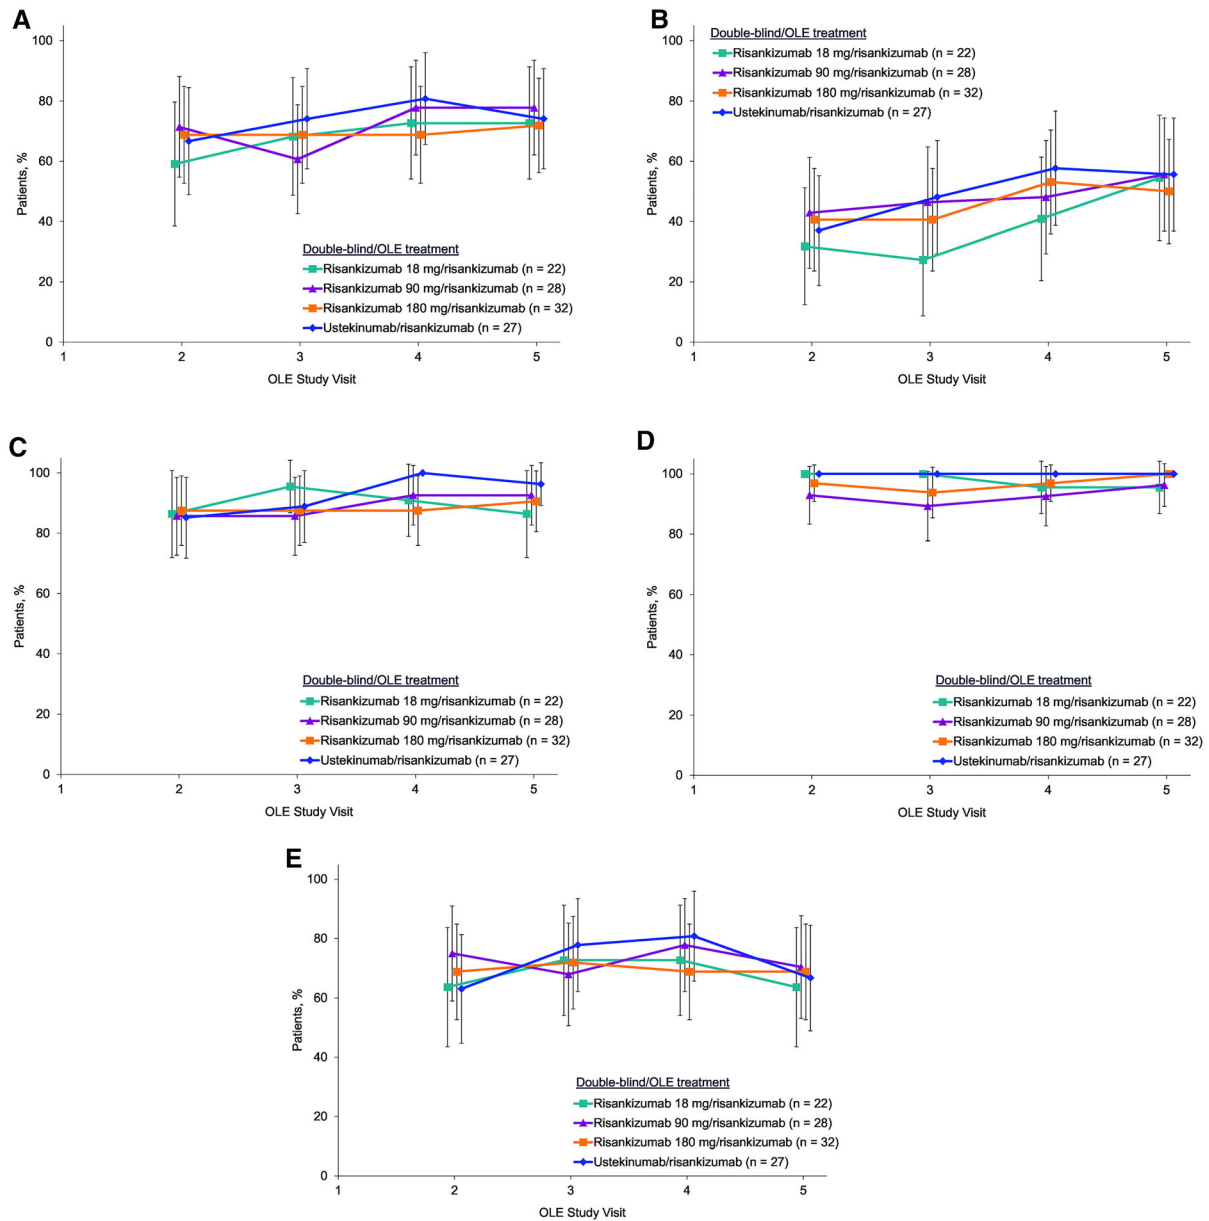 A
100
80
60
40
20
0
Patients, %
Double-blind/OLE treatment
Risankizumab 18 mg/risankizumab (n = 22)
Risankizumab 90 mg/risankizumab (n = 28)
Risankizumab 180 mg/risankizumab (n = 32)
Ustekinumab/risankizumab (n = 27)
1 2 3 4 5
OLE Study Visit
B
Double-blind/OLE treatment
Risankizumab 18 mg/risankizumab (n = 22)
Risankizumab 90 mg/risankizumab (n = 28)
Risankizumab 180 mg/risankizumab (n = 32)
Ustekinumab/risankizumab (n = 27)
100
80
60
40
20
0
Patients, %
1 2 3 4 5
OLE Study Visit
C
100
80
60
40
20
0
Patients, %
Double-blind/OLE treatment
Risankizumab 18 mg/risankizumab (n = 22)
Risankizumab 90 mg/risankizumab (n = 28)
Risankizumab 180 mg/risankizumab (n = 32)
Ustekinumab/risankizumab (n = 27)
1 2 3 4 5
OLE Study Visit
D
100
80
60
40
20
0
Patients, %
Double-blind/OLE treatment
Risankizumab 18 mg/risankizumab (n = 22)
Risankizumab 90 mg/risankizumab (n = 28)
Risankizumab 180 mg/risankizumab (n = 32)
Ustekinumab/risankizumab (n = 27)
1 2 3 4 5
OLE Study Visit
E
100
80
60
40
20
0
Patients, %
Double-blind/OLE treatment
Risankizumab 18 mg/risankizumab (n = 22)
Risankizumab 90 mg/risankizumab (n = 28)
Risankizumab 180 mg/risankizumab (n = 32)
Ustekinumab/risankizumab (n = 27)
1 2 3 4 5
OLE Study Visit